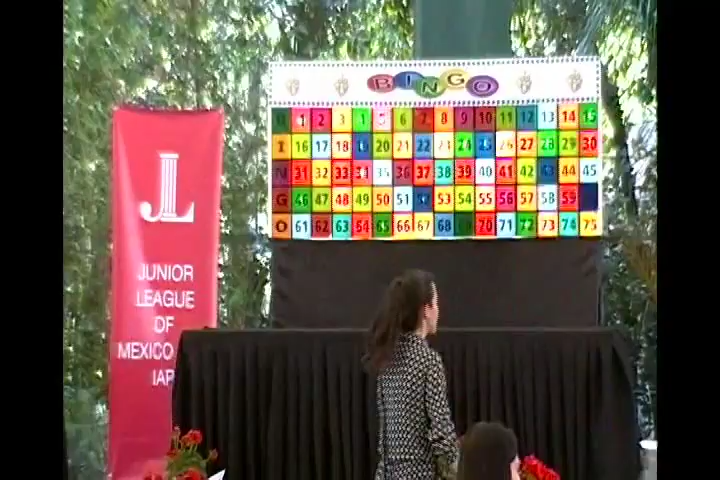 BINGO
B 1 2 3 4 5 6 7 8 9 10 11 12 13 14 15
I 16 17 18 19 20 21 22 23 24 25 26 27 28 29 30
N 31 32 33 34 35 36 37 38 39 40 41 42 43 44 45
G 46 47 48 49 50 51 52 53 54 55 56 57 58 59
O 61 62 63 64 65 66 67 68 69 70 71 72 73 74 75
JL
JUNIOR
LEAGUE
OF
MEXICO
IAP